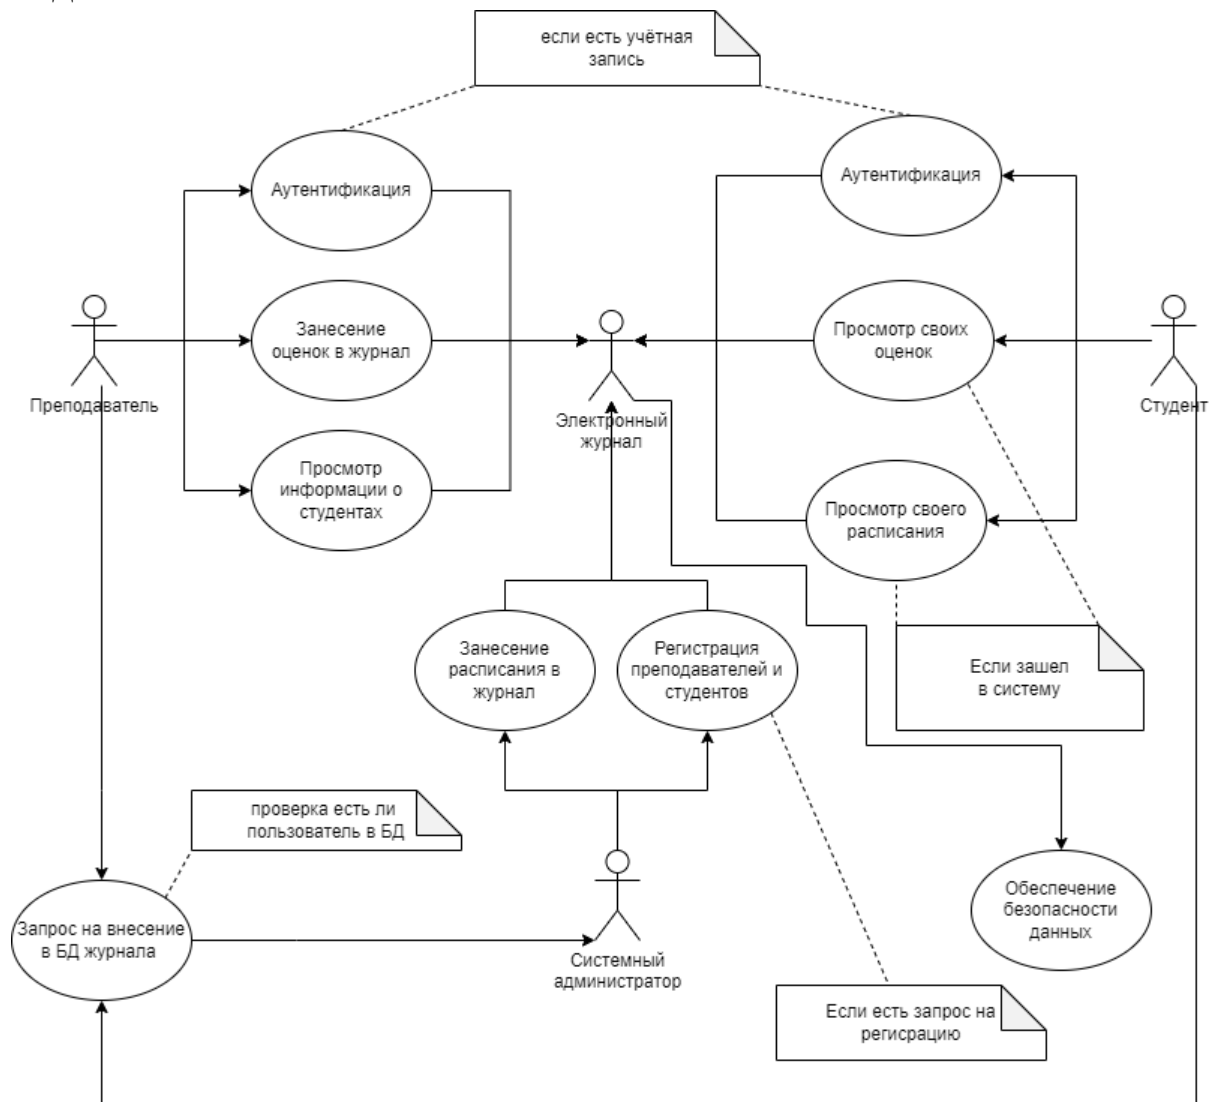 если есть учётная
запись
Аутентификация
Аутентификация
Занесение
оценок в журнал
Просмотр своих
оценок
Преподаватель
Электронный
журнал
Студент
Просмотр
информации о
студентах
Просмотр своего
расписания
Занесение
расписания в
журнал
Регистрация
преподавателей и
студентов
Если зашел
в систему
проверка есть ли
пользователь в БД
Запрос на внесение
в БД журнала
Обеспечение
безопасности
данных
Системный
администратор
Если есть запрос на
регисрацию